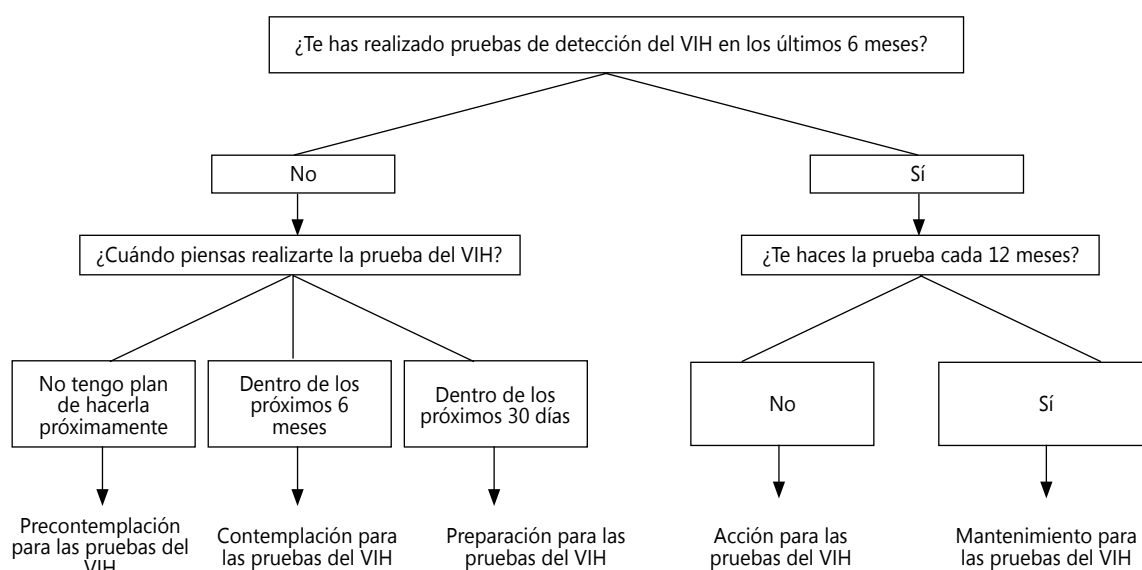 ¿Te has realizado pruebas de detección del VIH en los últimos 6 meses?
No
Sí
¿Cuándo piensas realizarte la prueba del VIH?
¿Te haces la prueba cada 12 meses?
No tengo plan
de hacerla
próximamente
Dentro de los
próximos 6
meses
Dentro de los
próximos 30 días
No
Sí
Precontemplación
para las pruebas del
VIH
Contemplación para
las pruebas del VIH
Preparación para las
pruebas del VIH
Acción para las
pruebas del VIH
Mantenimiento para
las pruebas del VIH